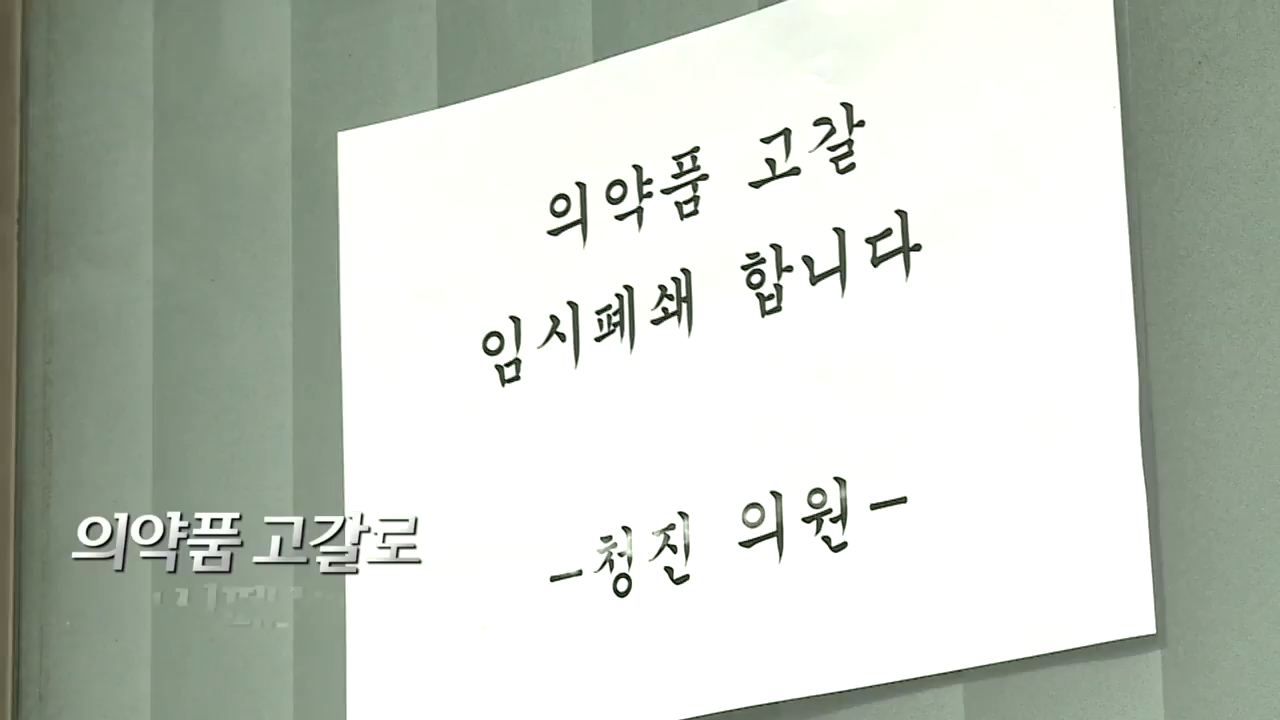 의약품 고갈
임시폐쇄 합니다
-청진 의원-
의약품 고갈로